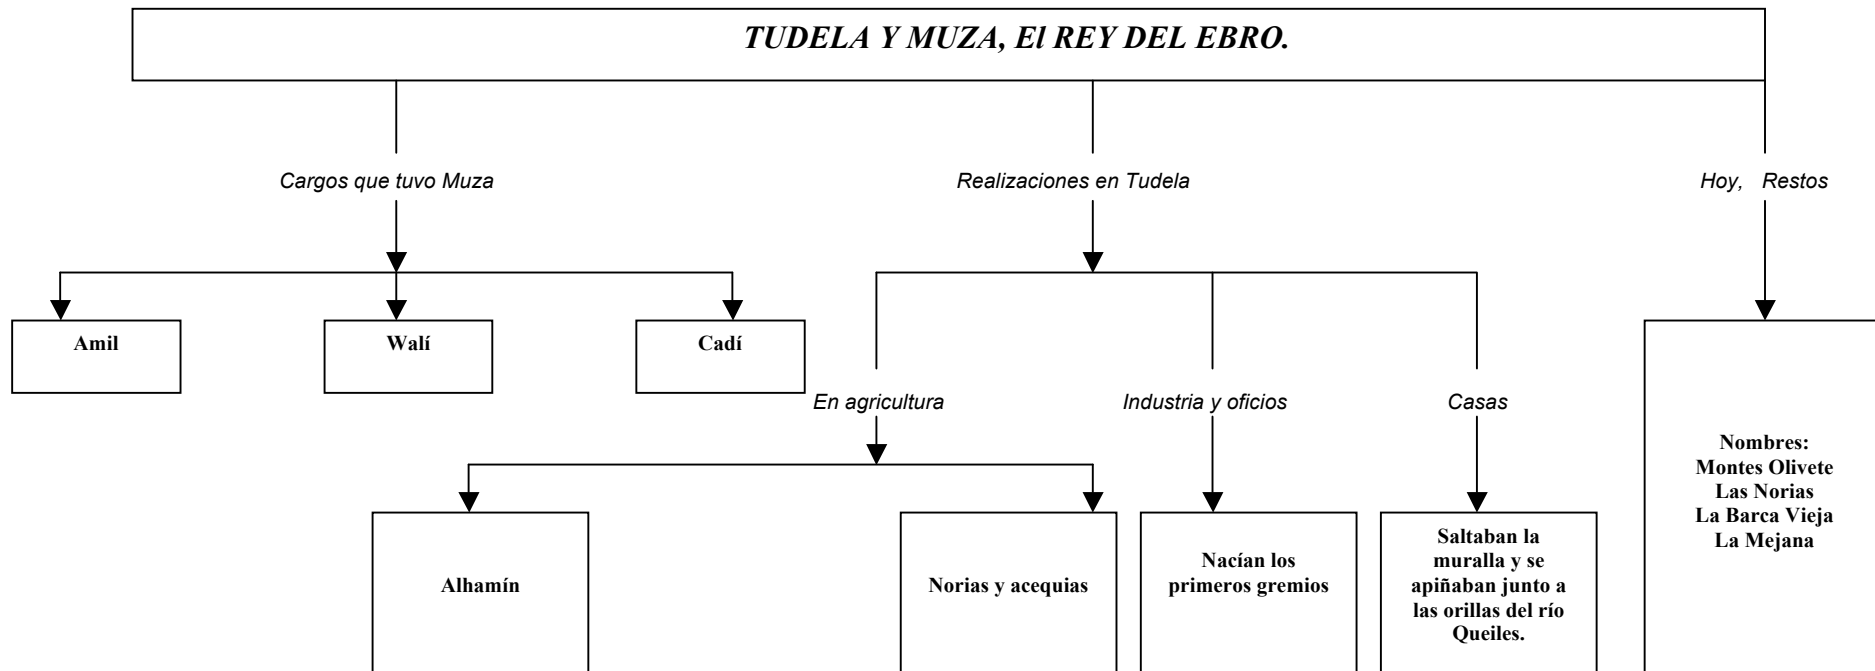 TUDELA Y MUZA, El REY DEL EBRO.
Cargos que tuvo Muza
Realizaciones en Tudela
Hoy, Restos
Amil
Walí
Cadí
En agricultura
Industria y oficios
Casas
Alhamín
Norias y acequias
Nacían los
primeros gremios
Saltaban la
muralla y se
apiñaban junto a
las orillas del río
Queiles.
Nombres:
Montes Olivete
Las Norias
La Barca Vieja
La Mejana